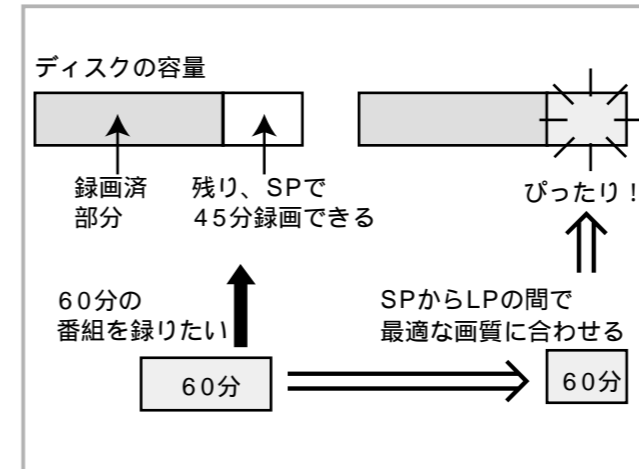 ディスクの容量
録画済
部分
残り、SPで
45分録画できる
ぴったり！
60分の
番組を録りたい
SPからLPの間で
最適な画質に合わせる
60分
60分